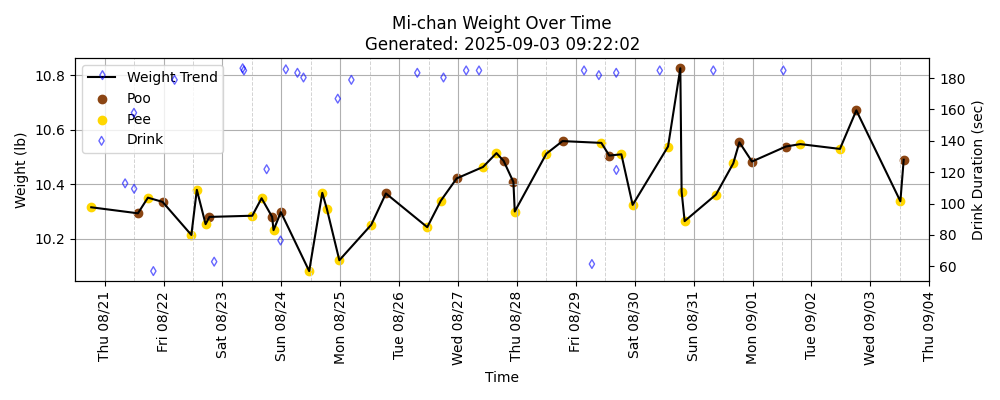 Mi-chan Weight Over Time
Generated: 2025-09-03 09:22:02
Weight (lb)
10.8
10.6
10.4
10.2
Weight Trend
Poo
Pee
Drink
180
160
140
120
100
80
60
Drink Duration (sec)
Thu 08/21
Fri 08/22
Sat 08/23
Sun 08/24
Mon 08/25
Tue 08/26
Wed 08/27
Thu 08/28
Fri 08/29
Sat 08/30
Sun 08/31
Mon 09/01
Tue 09/02
Wed 09/03
Thu 09/04
Time